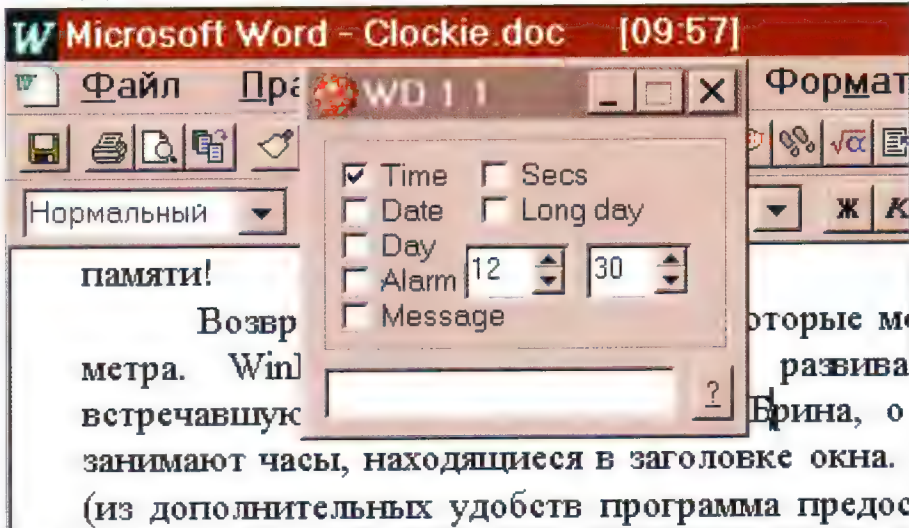 W Microsoft Word - Clockie.doc [09:57]
Файл Пра
WD 1 1
Формат
Нормальный
Ж К
Time Secs
Date Long day
Day
Alarm 12 30
Message
?
√α
памяти!
Возвр оторые ме
метра. Winl развива
встречавшую Брина, о
занимают часы, находящиеся в заголовке окна.
(из дополнительных удобств программа предос